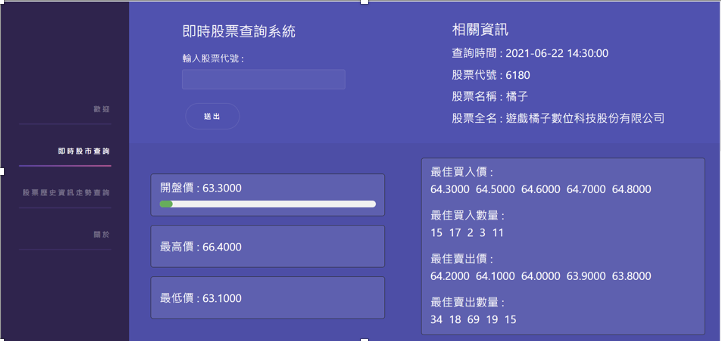 歡迎
即時股市查詢
股票歷史資訊走勢查詢
關於
即時股票查詢系統
輸入股票代號 :
送出
相關資訊
查詢時間 : 2021-06-22 14:30:00
股票代號 : 6180
股票名稱 : 橘子
股票全名 : 遊戲橘子數位科技股份有限公司
開盤價 : 63.3000
最高價 : 66.4000
最低價 : 63.1000
最佳買入價 :
64.3000 64.5000 64.6000 64.7000 64.8000
最佳買入數量 :
15 17 2 3 11
最佳賣出價 :
64.2000 64.1000 64.0000 63.9000 63.8000
最佳賣出數量 :
34 18 69 19 15